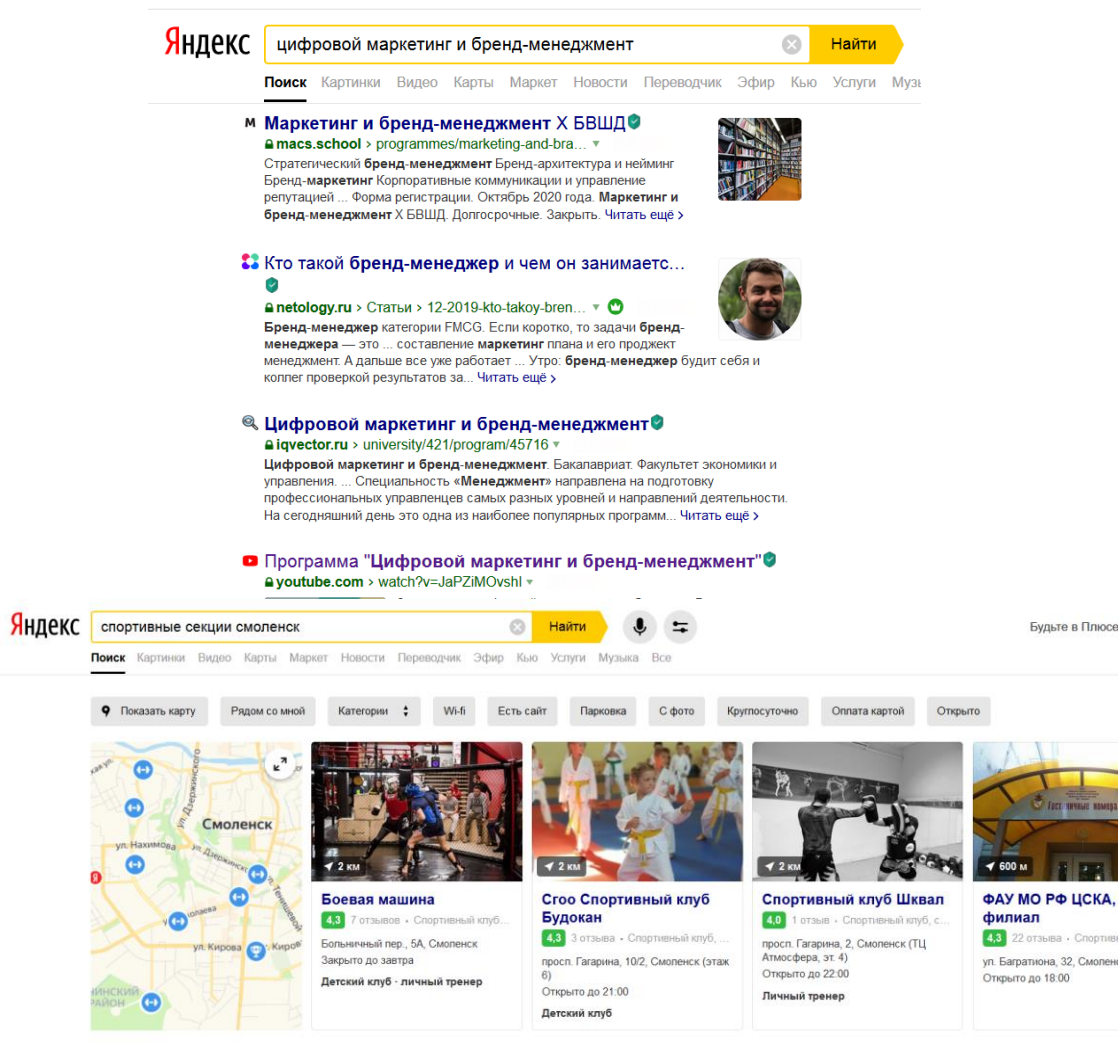 Яндекс
цифровой маркетинг и бренд-менеджмент
Найти
Поиск Картинки Видео Карты Маркет Новости Переводчик Эфир Кью Услуги Музы
Маркетинг и бренд-менеджмент X БВШД
macs.school › programmes/marketing-and-bra…
Стратегический бренд-менеджмент Бренд-архитектура и нейминг
Бренд-маркетинг Корпоративные коммуникации и управление
репутацией ... Форма регистрации. Октябрь 2020 года. Маркетинг и
бренд-менеджмент X БВШД. Долгосрочные. Закрыть. Читать ещё ›
Кто такой бренд-менеджер и чем он занимаетс…
netology.ru › Статьи › 12-2019-kto-takoy-bren…
Бренд-менеджер категории FMCG. Если коротко, то задачи бренд-
менеджера — это ... составление маркетинг плана и его проджект
менеджмент. А дальше все уже работает ... Утро: бренд-менеджер будит себя и
коллег проверкой результатов за... Читать ещё ›
Цифровой маркетинг и бренд-менеджмент
iqvector.ru › university/421/program/45716
Цифровой маркетинг и бренд-менеджмент. Бакалавриат. Факультет экономики и
управления. ... Специальность «Менеджмент» направлена на подготовку
профессиональных управленцев самых разных уровней и направлений деятельности.
На сегодняшний день это одна из наиболее популярных программ... Читать ещё ›
Программа "Цифровой маркетинг и бренд-менеджмент"
youtube.com › watch?v=JaPZiMOvshI
Яндекс
спортивные секции смоленск
Найти
Будьте в Плюсе
Поиск Картинки Видео Карты Маркет Новости Переводчик Эфир Кью Услуги Музыка Все
Показать карту
Рядом со мной
Категории
Wi-fi
Есть сайт
Парковка
С фото
Круглосуточно
Оплата картой
Открыто
ул. Дзержинского
Смоленск
ул. Нахимова
ул. Кирова
2 км
Боевая машина
4,3 7 отзывов • Спортивный клуб...
Больничный пер., 5А, Смоленск
Закрыто до завтра
Детский клуб · личный тренер
2 км
Сгоо Спортивный клуб
Будокан
4,3 3 отзыва • Спортивный клуб, ...
просп. Гагарина, 10/2, Смоленск (этаж
6)
Открыто до 21:00
Детский клуб
2 км
Спортивный клуб Шквал
4,0 1 отзыв • Спортивный клуб, с...
просп. Гагарина, 2, Смоленск (ТЦ
Атмосфера, эт. 4)
Открыто до 22:00
Личный тренер
600 м
ФАУ МО РФ ЦСКА,
филиал
4,3 22 отзыва • Спортивн
ул. Багратиона, 32, Смолен
Открыто до 18:00